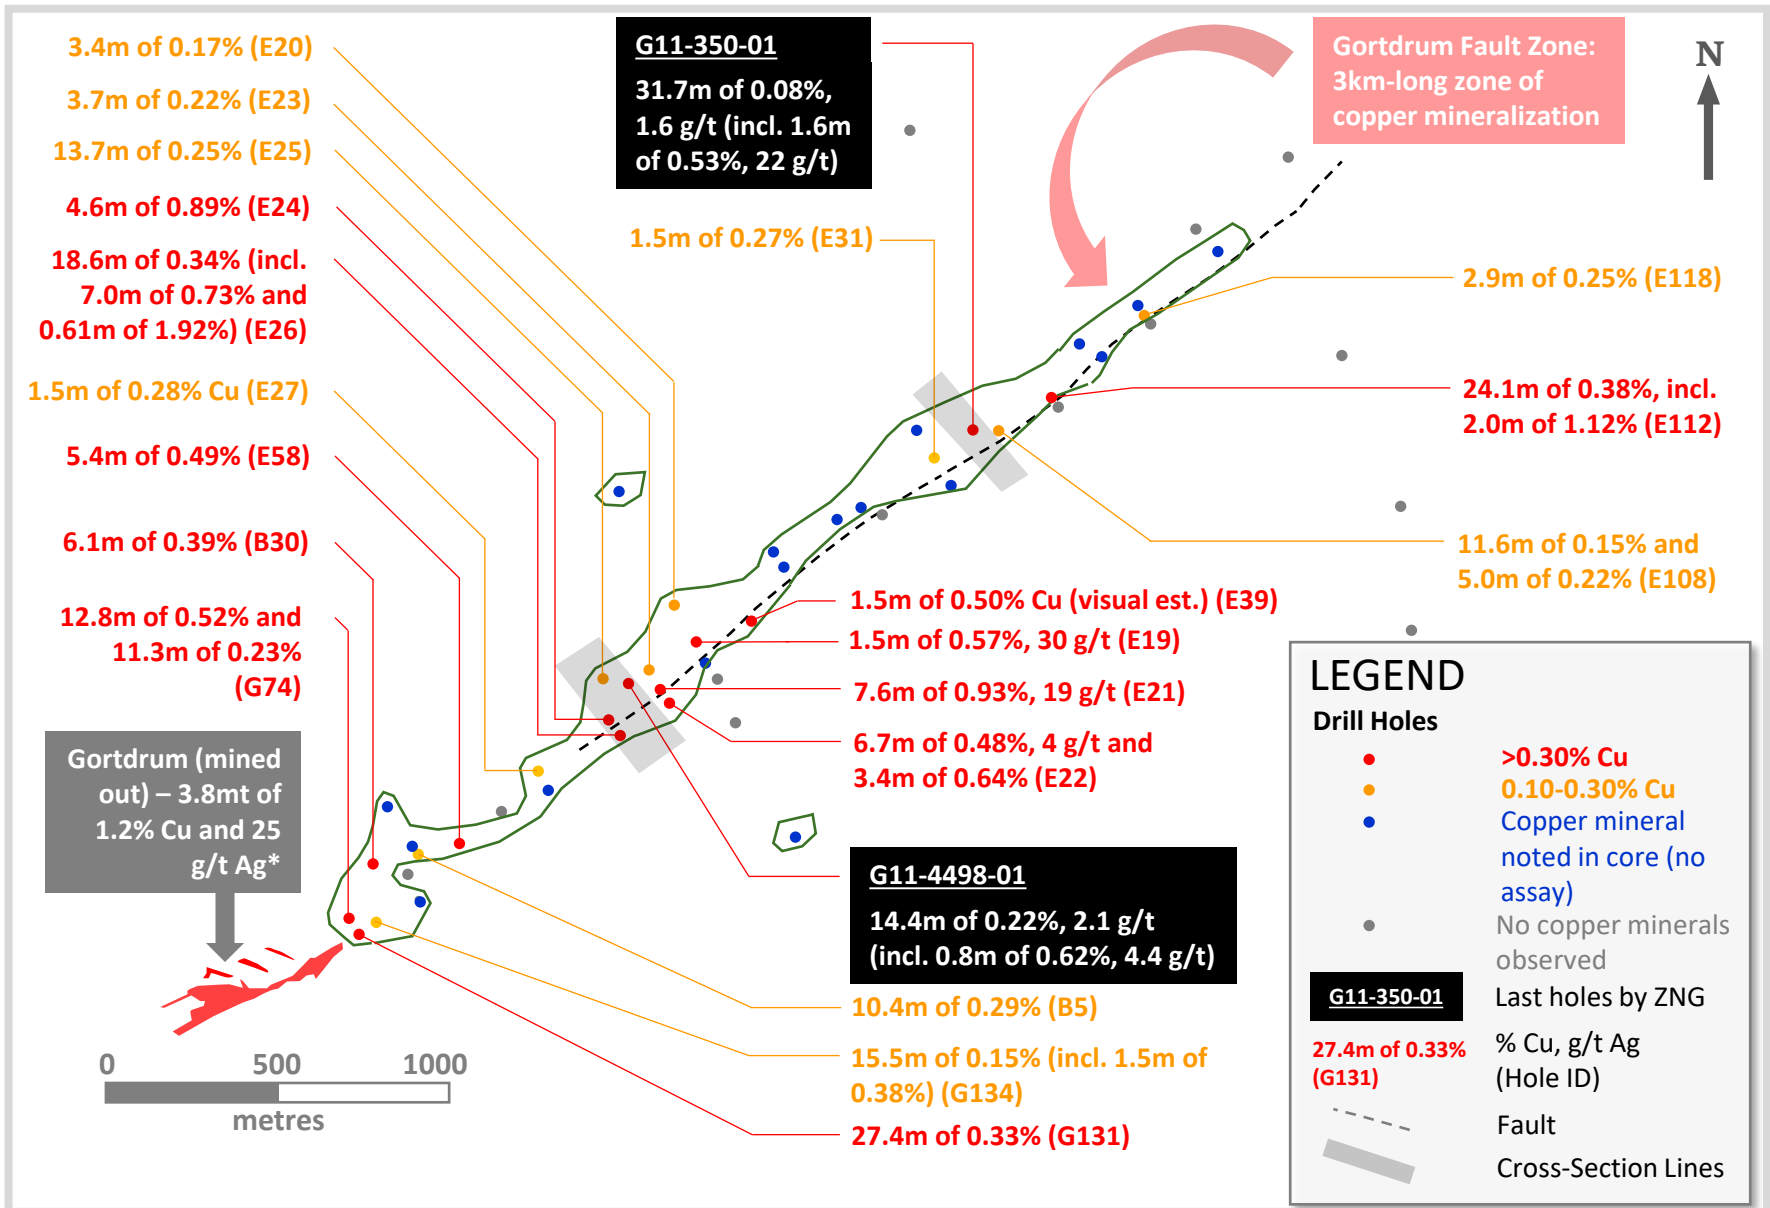 3.4m of 0.17% (E20)
3.7m of 0.22% (E23)
13.7m of 0.25% (E25)
4.6m of 0.89% (E24)
18.6m of 0.34% (incl.
7.0m of 0.73% and
0.61m of 1.92%) (E26)
1.5m of 0.28% Cu (E27)
5.4m of 0.49% (E58)
6.1m of 0.39% (B30)
12.8m of 0.52% and
11.3m of 0.23%
(G74)
Gortdrum (mined
out) – 3.8mt of
1.2% Cu and 25
g/t Ag*
0 500 1000
metres
G11-350-01
31.7m of 0.08%,
1.6 g/t (incl. 1.6m
of 0.53%, 22 g/t)
1.5m of 0.27% (E31)
Gortdrum Fault Zone:
3km-long zone of
copper mineralization
N
2.9m of 0.25% (E118)
24.1m of 0.38%, incl.
2.0m of 1.12% (E112)
11.6m of 0.15% and
5.0m of 0.22% (E108)
1.5m of 0.50% Cu (visual est.) (E39)
1.5m of 0.57%, 30 g/t (E19)
7.6m of 0.93%, 19 g/t (E21)
6.7m of 0.48%, 4 g/t and
3.4m of 0.64% (E22)
G11-4498-01
14.4m of 0.22%, 2.1 g/t
(incl. 0.8m of 0.62%, 4.4 g/t)
10.4m of 0.29% (B5)
15.5m of 0.15% (incl. 1.5m of
0.38%) (G134)
27.4m of 0.33% (G131)
LEGEND
Drill Holes
>0.30% Cu
0.10-0.30% Cu
Copper mineral
noted in core (no
assay)
No copper minerals
observed
G11-350-01 Last holes by ZNG
27.4m of 0.33%
(G131)
% Cu, g/t Ag
(Hole ID)
Fault
Cross-Section Lines